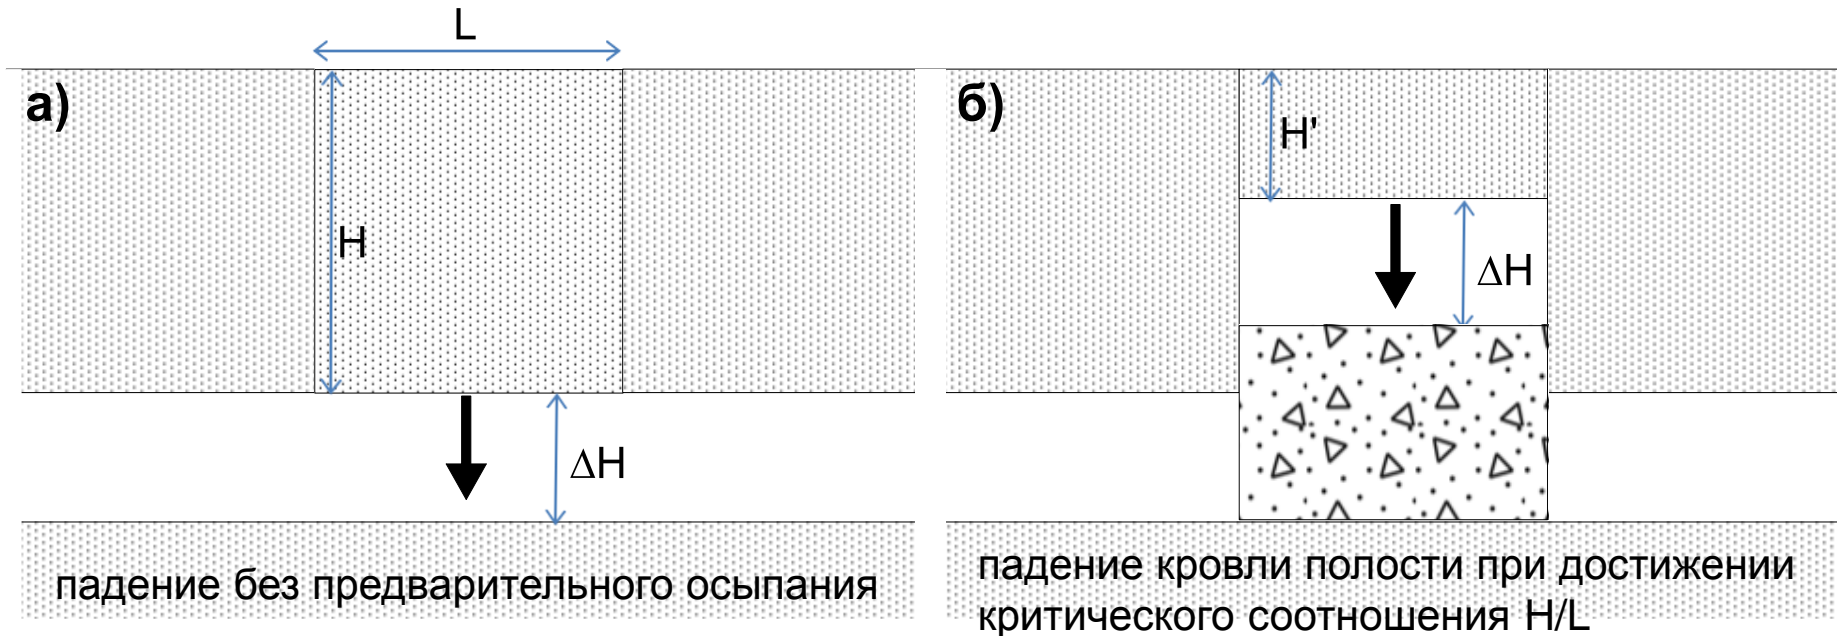 L
а)
H
ΔH
падение без предварительного осыпания
б)
H'
ΔH
падение кровли полости при достижении
критического соотношения H/L